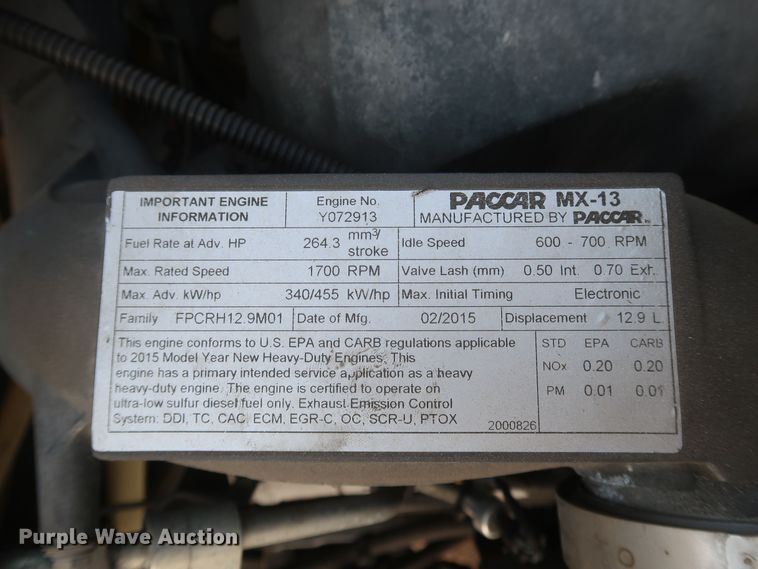 IMPORTANT ENGINE INFORMATION
Engine No. Y072913
PACCAR MX-13
MANUFACTURED BY PACCAR INC
Fuel Rate at Adv. HP 264.3 mm³/stroke
Idle Speed 600 - 700 RPM
Max. Rated Speed 1700 RPM
Valve Lash (mm) 0.50 Int. 0.70 Exh.
Max. Adv. kW/hp 340/455 kW/hp
Max. Initial Timing Electronic
Family FPCRH12.9M01
Date of Mfg. 02/2015
Displacement 12.9 L
This engine conforms to U.S. EPA and CARB regulations applicable
to 2015 Model Year New Heavy-Duty Engines. This
engine has a primary intended service application as a heavy
heavy-duty engine. The engine is certified to operate on
ultra-low sulfur diesel fuel only. Exhaust Emission Control
System: DDI, TC, CAC, ECM, EGR-C, OC, SCR-U, PTOX
2000826
STD EPA CARB
NOx 0.20 0.20
PM 0.01 0.01
Purple Wave Auction